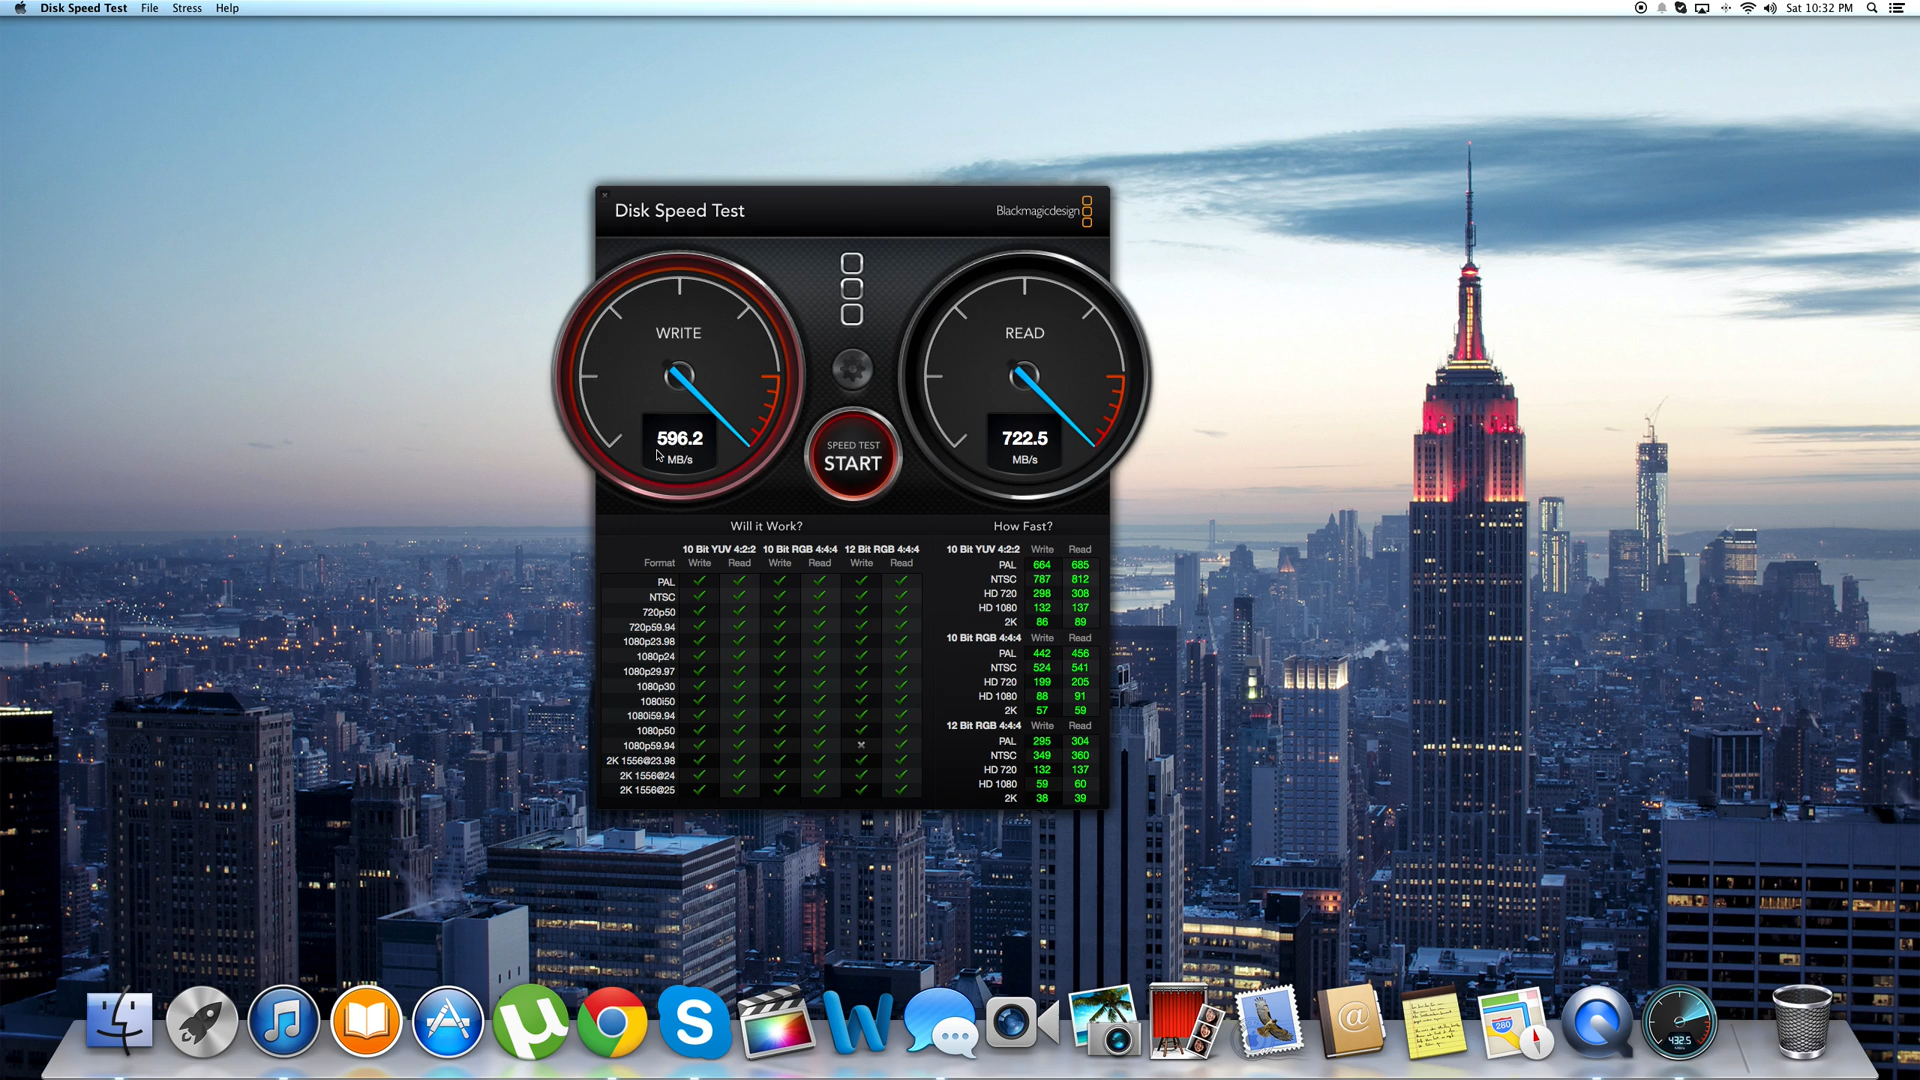 Disk Speed Test File Stress Help Sat 10:32 PM
Disk Speed Test Blackmagicdesign
WRITE
596.2
MB/s
SPEED TEST
START
READ
722.5
MB/s
Will it Work?
10 Bit YUV 4:2:2 10 Bit RGB 4:4:4 12 Bit RGB 4:4:4
Format Write Read Write Read Write Read
PAL
NTSC
720p50
720p59.94
1080p23.98
1080p24
1080p29.97
1080p30
1080i50
1080i59.94
1080p50
1080p59.94
2K 1556@23.98
2K 1556@24
2K 1556@25
How Fast?
10 Bit YUV 4:2:2 Write Read
PAL 664 685
NTSC 787 812
HD 720 298 308
HD 1080 132 137
2K 86 89
10 Bit RGB 4:4:4 Write Read
PAL 442 456
NTSC 524 541
HD 720 199 205
HD 1080 88 91
2K 57 59
12 Bit RGB 4:4:4 Write Read
PAL 295 304
NTSC 349 360
HD 720 132 137
HD 1080 59 60
2K 38 39
280
432.5